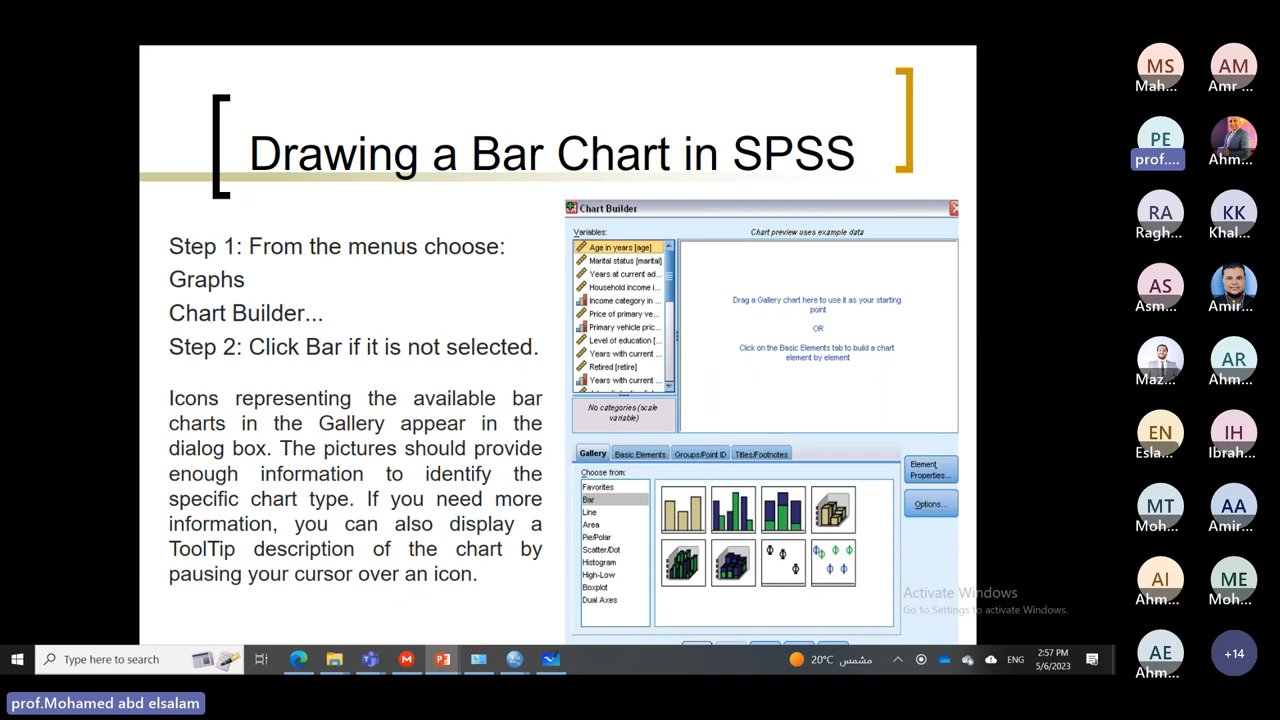 Drawing a Bar Chart in SPSS
Step 1: From the menus choose:
Graphs
Chart Builder...
Step 2: Click Bar if it is not selected.
Icons representing the available bar
charts in the Gallery appear in the
dialog box. The pictures should provide
enough information to identify the
specific chart type. If you need more
information, you can also display a
ToolTip description of the chart by
pausing your cursor over an icon.
Chart Builder
Variables:
Chart preview uses example data
Age in years [age]
Marital status [marital]
Years at current ad...
Household income i...
Income category in ...
Price of primary ve...
Primary vehicle pric...
Level of education [...
Years with current ...
Retired [retire]
Years with current ...
No categories (scale
variable)
Drag a Gallery chart here to use it as your starting
point
OR
Click on the Basic Elements tab to build a chart
element by element
Gallery
Basic Elements
Groups/Point ID
Titles/Footnotes
Choose from:
Favorites
Bar
Line
Area
Pie/Polar
Scatter/Dot
Histogram
High-Low
Boxplot
Dual Axes
Element
Properties...
Options...
Activate Windows
Go to Settings to activate Windows.
Type here to search
20°C مشمس
ENG
2:57 PM
5/6/2023
prof.Mohamed abd elsalam
MS
Mah...
AM
Amr ...
PE
prof....
Ahm...
RA
Ragh...
KK
Khal...
AS
Asm...
Amir...
Maz...
AR
Ahm...
EN
Esla...
IH
Ibrah...
MT
Moh...
AA
Amir...
AI
Ahm...
ME
Moh...
AE
Ahm...
+14